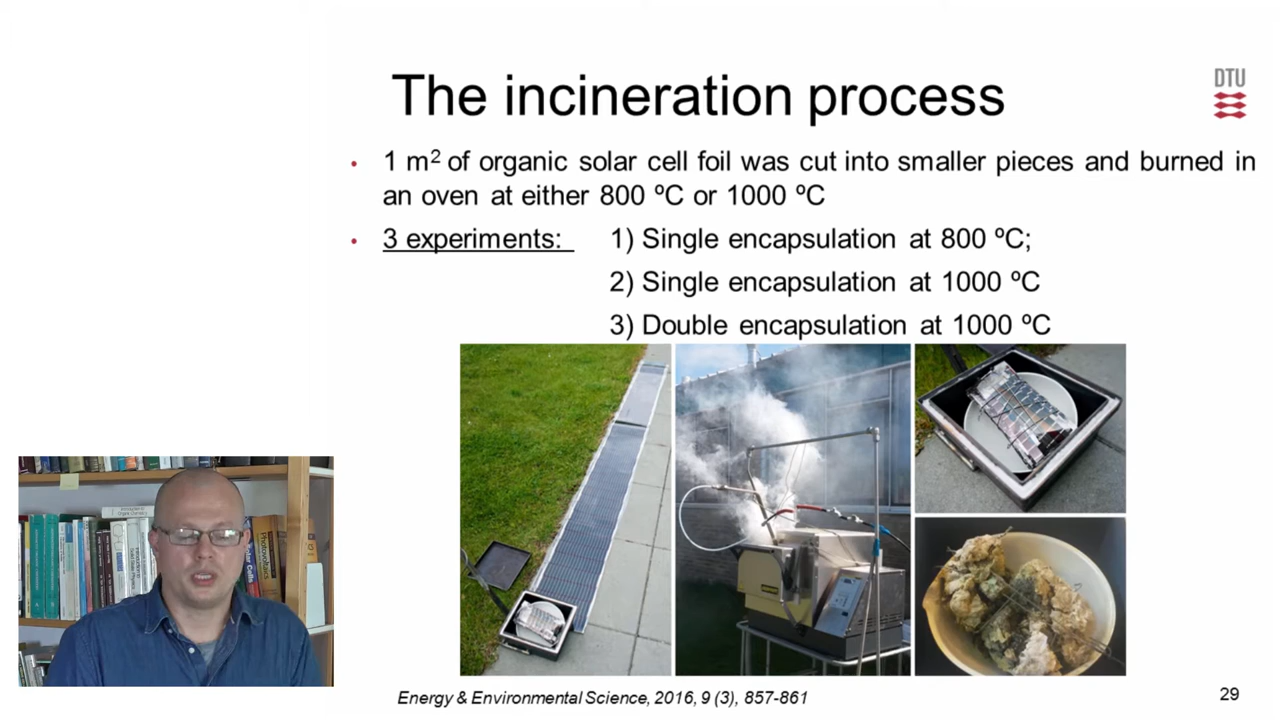 The incineration process
DTU
• 1 m² of organic solar cell foil was cut into smaller pieces and burned in
an oven at either 800 ºC or 1000 ºC
• 3 experiments: 1) Single encapsulation at 800 ºC;
2) Single encapsulation at 1000 ºC
3) Double encapsulation at 1000 ºC
Energy & Environmental Science, 2016, 9 (3), 857-861
29